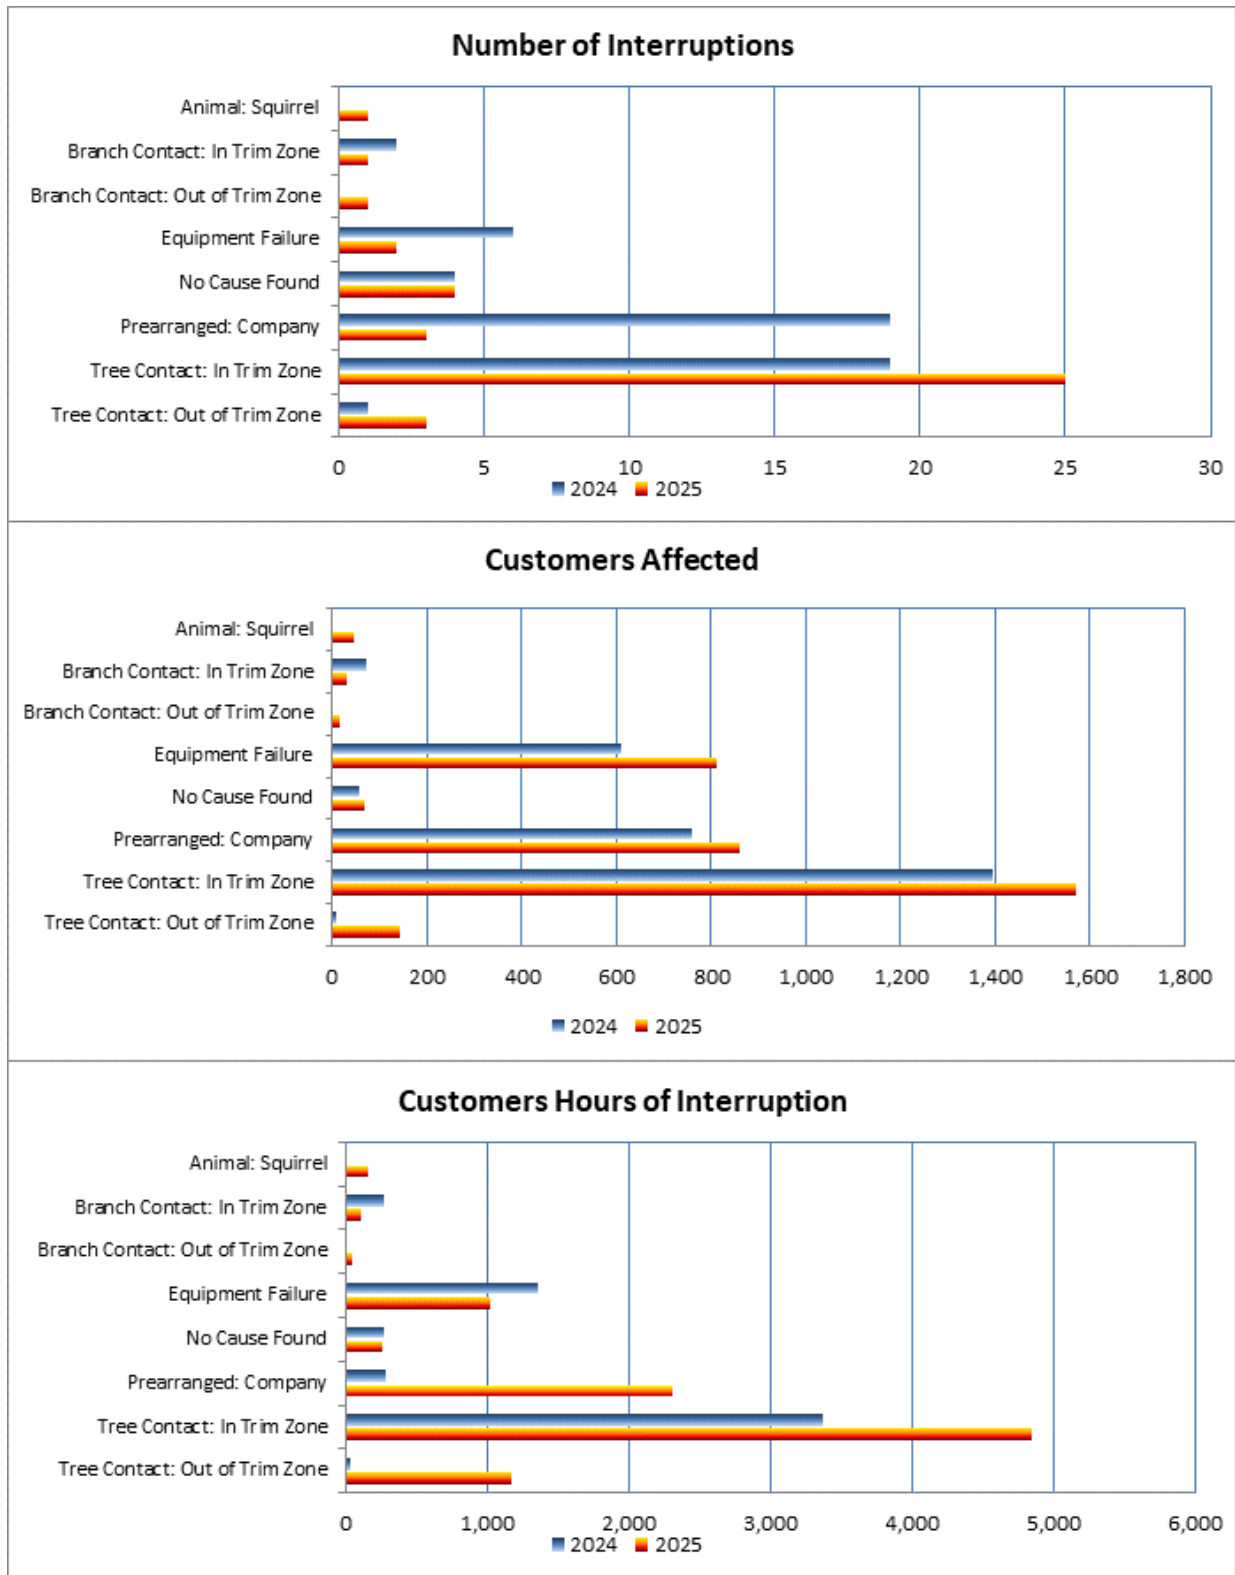 Number of Interruptions
Animal: Squirrel
Branch Contact: In Trim Zone
Branch Contact: Out of Trim Zone
Equipment Failure
No Cause Found
Prearranged: Company
Tree Contact: In Trim Zone
Tree Contact: Out of Trim Zone
0 5 10 15 20 25 30
2024 2025
Customers Affected
Animal: Squirrel
Branch Contact: In Trim Zone
Branch Contact: Out of Trim Zone
Equipment Failure
No Cause Found
Prearranged: Company
Tree Contact: In Trim Zone
Tree Contact: Out of Trim Zone
0 200 400 600 800 1,000 1,200 1,400 1,600 1,800
2024 2025
Customers Hours of Interruption
Animal: Squirrel
Branch Contact: In Trim Zone
Branch Contact: Out of Trim Zone
Equipment Failure
No Cause Found
Prearranged: Company
Tree Contact: In Trim Zone
Tree Contact: Out of Trim Zone
0 1,000 2,000 3,000 4,000 5,000 6,000
2024 2025